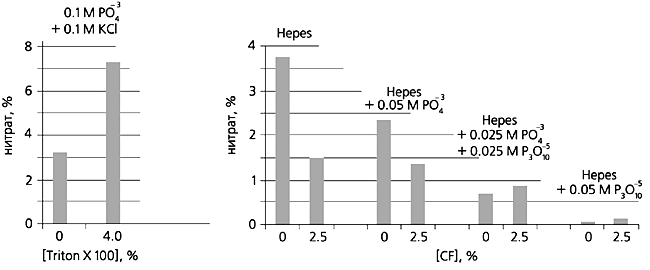 0.1 M PO₄⁻³
+ 0.1 M KCl
8
6
4
2
0
нитрат, %
0 4.0
[Triton X 100], %
4
3
2
1
0
нитрат, %
Hepes
Hepes
+ 0.05 M PO₄⁻³
Hepes
+ 0.025 M PO₄⁻³
+ 0.025 M P₃O₁₀⁻⁵
Hepes
+ 0.05 M P₃O₁₀⁻⁵
0 2.5 0 2.5 0 2.5 0 2.5
[CF], %